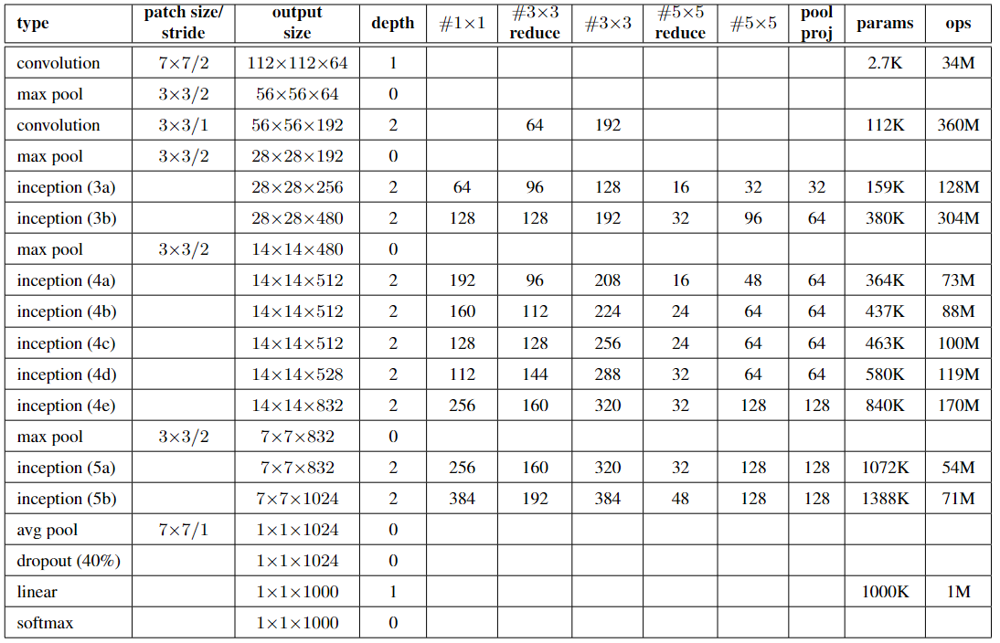 type patch size/ stride output size depth #1×1 #3×3 reduce #3×3 #5×5 reduce #5×5 pool proj params ops
convolution 7×7/2 112×112×64 1 2.7K 34M
max pool 3×3/2 56×56×64 0
convolution 3×3/1 56×56×192 2 64 192 112K 360M
max pool 3×3/2 28×28×192 0
inception (3a) 28×28×256 2 64 96 128 16 32 32 159K 128M
inception (3b) 28×28×480 2 128 128 192 32 96 64 380K 304M
max pool 3×3/2 14×14×480 0
inception (4a) 14×14×512 2 192 96 208 16 48 64 364K 73M
inception (4b) 14×14×512 2 160 112 224 24 64 64 437K 88M
inception (4c) 14×14×512 2 128 128 256 24 64 64 463K 100M
inception (4d) 14×14×528 2 112 144 288 32 64 64 580K 119M
inception (4e) 14×14×832 2 256 160 320 32 128 128 840K 170M
max pool 3×3/2 7×7×832 0
inception (5a) 7×7×832 2 256 160 320 32 128 128 1072K 54M
inception (5b) 7×7×1024 2 384 192 384 48 128 128 1388K 71M
avg pool 7×7/1 1×1×1024 0
dropout (40%) 1×1×1024 0
linear 1×1×1000 1 1000K 1M
softmax 1×1×1000 0